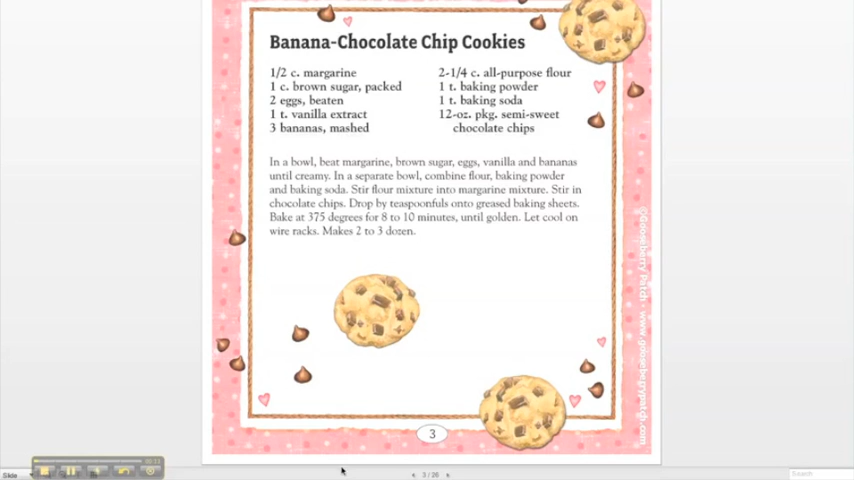 Banana-Chocolate Chip Cookies
1/2 c. margarine
1 c. brown sugar, packed
2 eggs, beaten
1 t. vanilla extract
3 bananas, mashed
2-1/4 c. all-purpose flour
1 t. baking powder
1 t. baking soda
12-oz. pkg. semi-sweet
chocolate chips
In a bowl, beat margarine, brown sugar, eggs, vanilla and bananas
until creamy. In a separate bowl, combine flour, baking powder
and baking soda. Stir flour mixture into margarine mixture. Stir in
chocolate chips. Drop by teaspoonfuls onto greased baking sheets.
Bake at 375 degrees for 8 to 10 minutes, until golden. Let cool on
wire racks. Makes 2 to 3 dozen.
©Gooseberry Patch • www.gooseberrypatch.com
3
Slide
3 / 26
Search